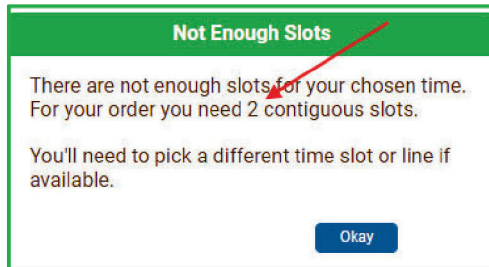 Not Enough Slots
There are not enough slots for your chosen time.
For your order you need 2 contiguous slots.
You'll need to pick a different time slot or line if
available.
Okay